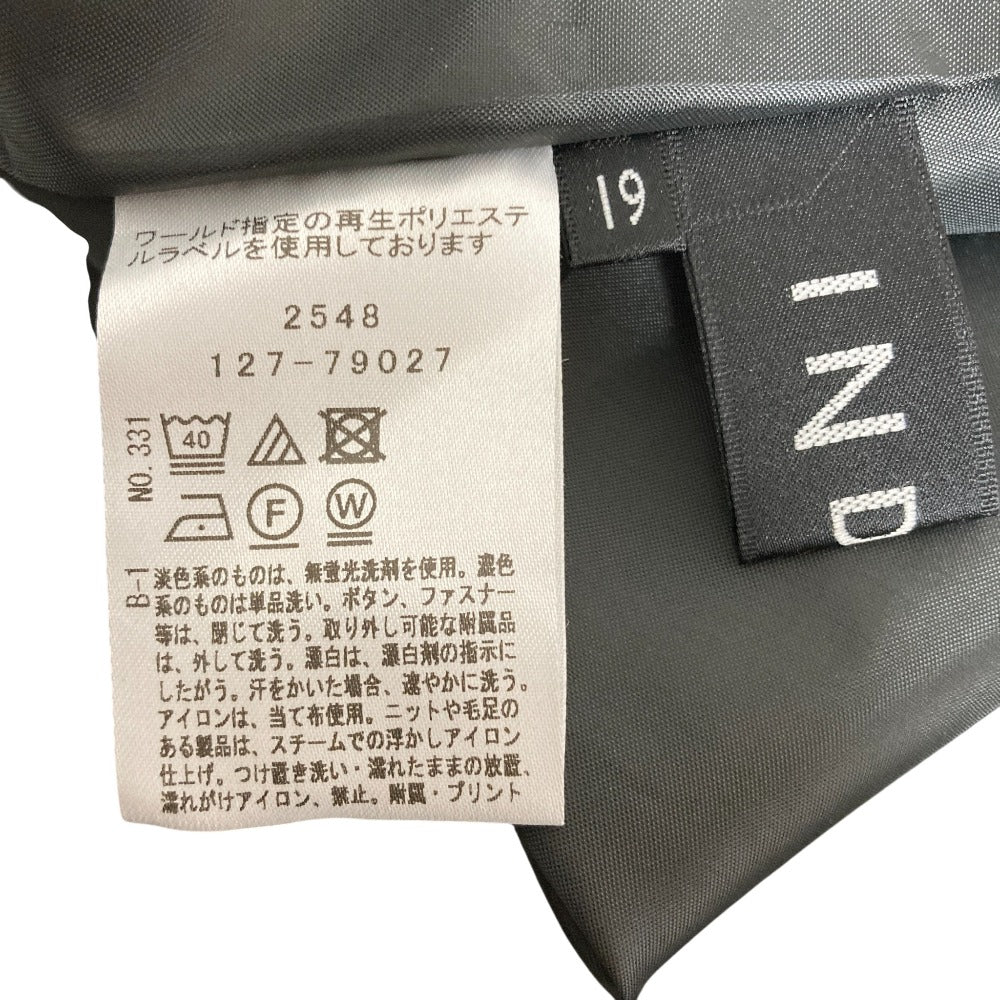 ワールド指定の再生ポリエステ
ルラベルを使用しております
2548
127-79027
NO.331
40
F
W
B-1
淡色系のものは、無蛍光洗剤を使用。濃色
系のものは単品洗い。ボタン、ファスナー
等は、閉じて洗う。取り外し可能な附属品
は、外して洗う。漂白は、漂白剤の指示に
したがう。汗をかいた場合、速やかに洗う。
アイロンは、当て布使用。ニットや毛足の
ある製品は、スチームでの浮かしアイロン
仕上げ。つけ置き洗い・濡れたままの放置、
濡れがけアイロン、禁止。附属・プリント
19
IND